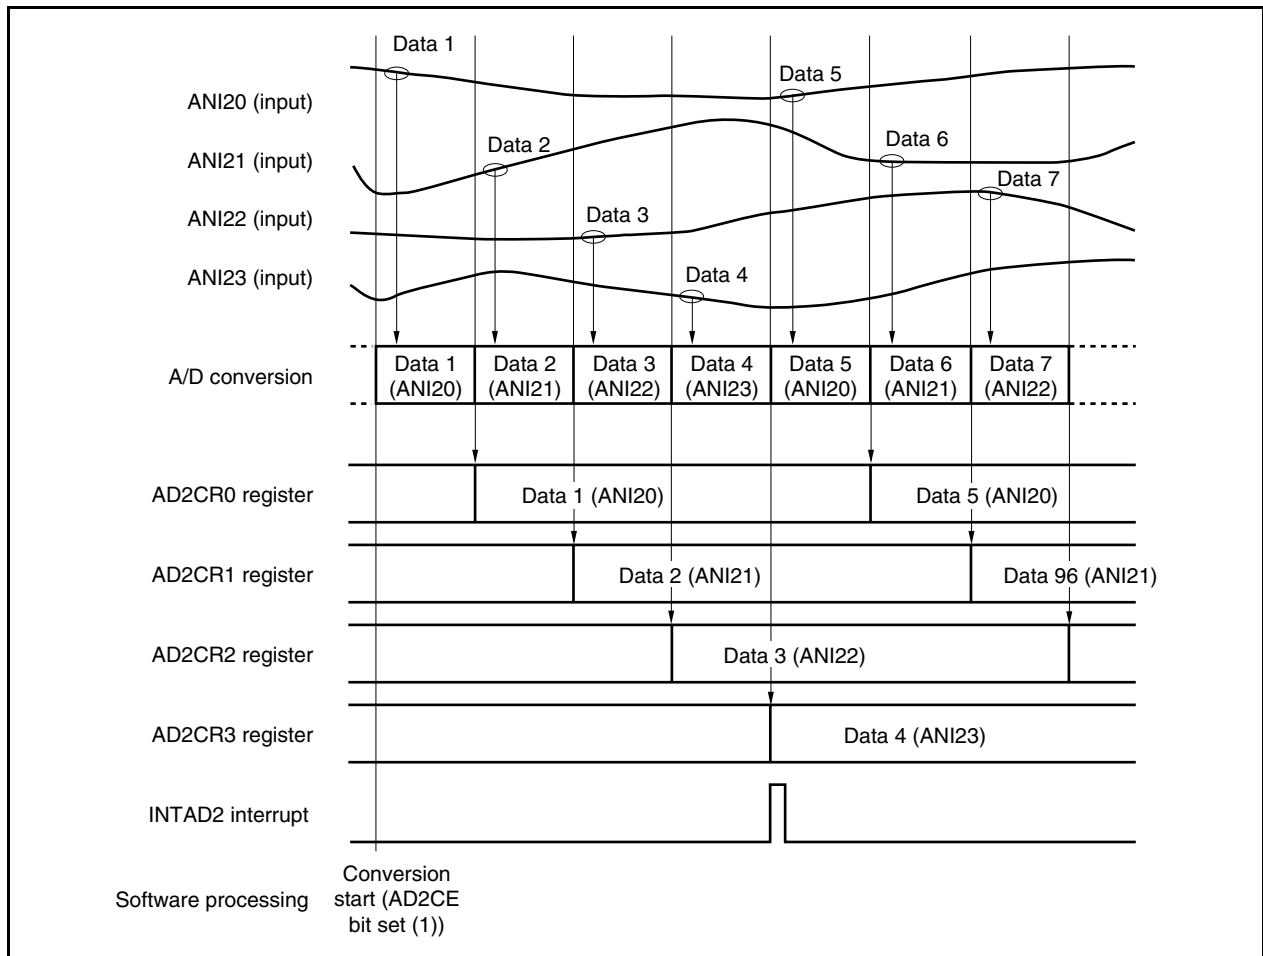 Data 1
Data 5
ANI20 (input)
Data 6
Data 2
ANI21 (input)
Data 7
Data 3
ANI22 (input)
Data 4
ANI23 (input)
A/D conversion
Data 1 (ANI20)
Data 2 (ANI21)
Data 3 (ANI22)
Data 4 (ANI23)
Data 5 (ANI20)
Data 6 (ANI21)
Data 7 (ANI22)
AD2CR0 register
Data 1 (ANI20)
Data 5 (ANI20)
AD2CR1 register
Data 2 (ANI21)
Data 96 (ANI21)
AD2CR2 register
Data 3 (ANI22)
AD2CR3 register
Data 4 (ANI23)
INTAD2 interrupt
Software processing
Conversion
start (AD2CE
bit set (1))